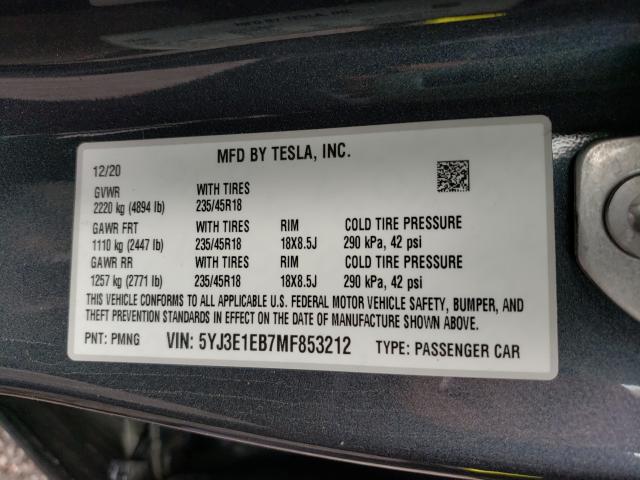 MFD BY TESLA, INC.
12/20
GVWR WITH TIRES
2220 kg (4894 lb) 235/45R18
GAWR FRT WITH TIRES RIM COLD TIRE PRESSURE
1110 kg (2447 lb) 235/45R18 18X8.5J 290 kPa, 42 psi
GAWR RR WITH TIRES RIM COLD TIRE PRESSURE
1257 kg (2771 lb) 235/45R18 18X8.5J 290 kPa, 42 psi
THIS VEHICLE CONFORMS TO ALL APPLICABLE U.S. FEDERAL MOTOR VEHICLE SAFETY, BUMPER, AND
THEFT PREVENTION STANDARDS IN EFFECT ON THE DATE OF MANUFACTURE SHOWN ABOVE.
PNT: PMNG VIN: 5YJ3E1EB7MF853212 TYPE: PASSENGER CAR